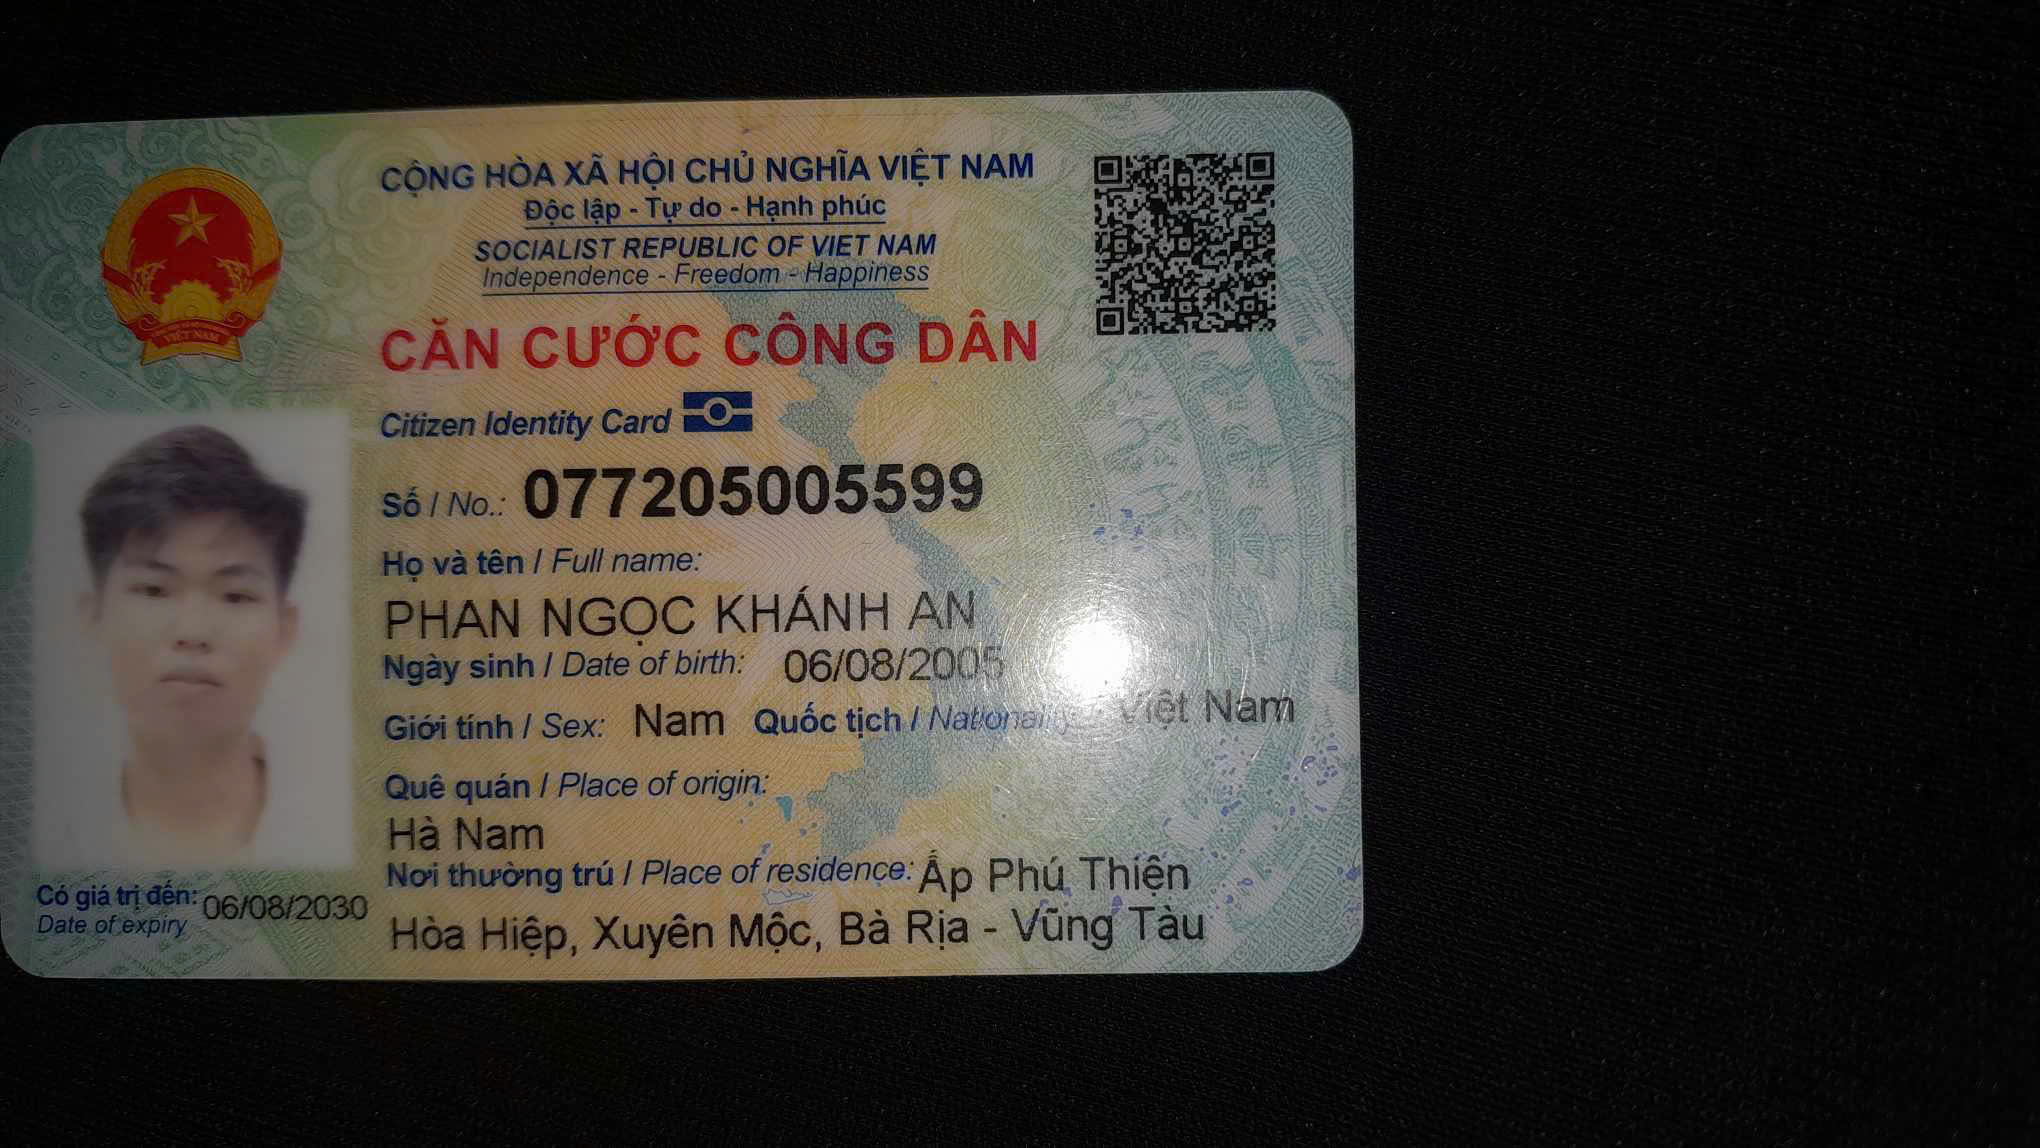 CỘNG HÒA XÃ HỘI CHỦ NGHĨA VIỆT NAM
Độc lập - Tự do - Hạnh phúc
SOCIALIST REPUBLIC OF VIET NAM
Independence - Freedom - Happiness
CĂN CƯỚC CÔNG DÂN
Citizen Identity Card
Số / No.: 077205005599
Họ và tên / Full name:
PHAN NGỌC KHÁNH AN
Ngày sinh / Date of birth: 06/08/2005
Giới tính / Sex: Nam Quốc tịch / Nationality: Việt Nam
Quê quán / Place of origin:
Hà Nam
Nơi thường trú / Place of residence: Ấp Phú Thiện
Hòa Hiệp, Xuyên Mộc, Bà Rịa - Vũng Tàu
Có giá trị đến: 06/08/2030
Date of expiry
VIỆT NAM